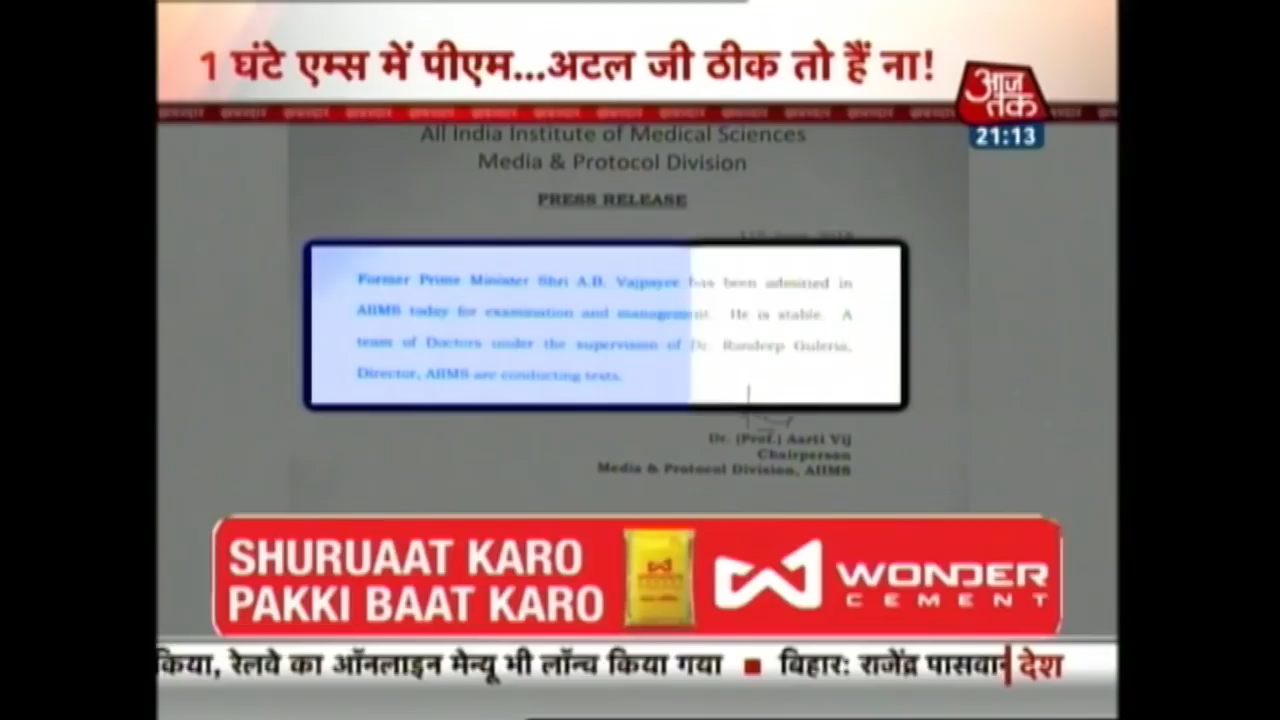 1 घंटे एम्स में पीएम...अटल जी ठीक तो हैं ना!
आज
तक
21:13
All India Institute of Medical Sciences
Media & Protocol Division
PRESS RELEASE
Former Prime Minister Shri A.B. Vajpayee has been admitted in
AIIMS today for examination and management. He is stable. A
team of Doctors under the supervision of Dr. Randeep Guleria,
Director, AIIMS are conducting texts.
Dr. (Prof.) Aarti Vij
Chairperson
Media & Protocol Division, AIIMS
SHURUAAT KARO
PAKKI BAAT KARO
WONDER
CEMENT
किया, रेलवे का ऑनलाइन मेन्यू भी लॉन्च किया गया ■ बिहार: राजेंद्र पासवान देश